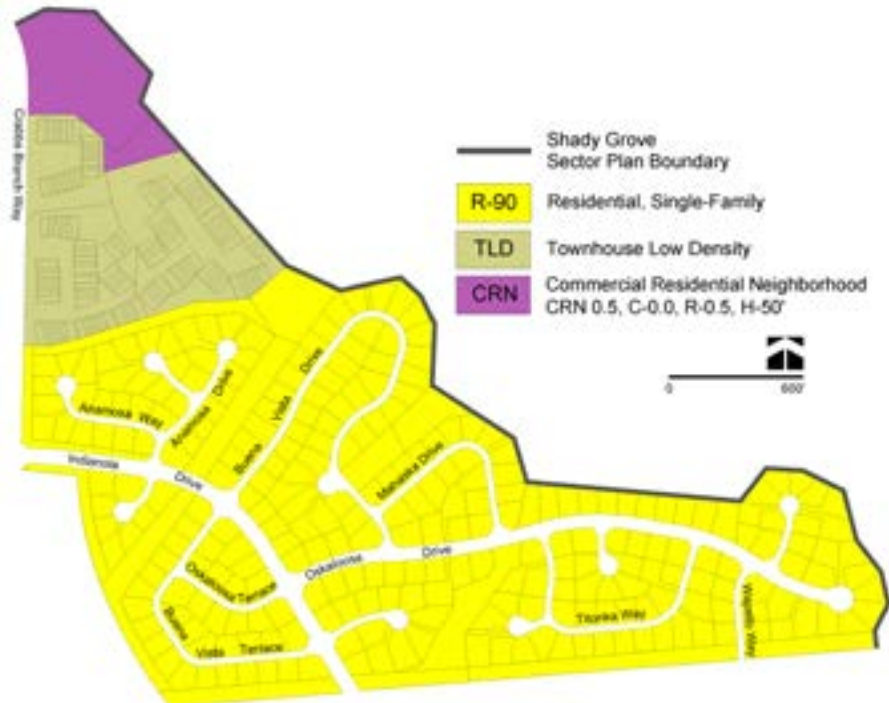 Crabbs Branch Way
Shady Grove
Sector Plan Boundary
R-90 Residential, Single-Family
TLD Townhouse Low Density
CRN Commercial Residential Neighborhood
CRN 0.5, C-0.0, R-0.5, H-50'
0 600'
Anamosa Way
Anamosa Drive
Buena Vista Drive
Indianola Drive
Mahaska Drive
Oskaloosa Drive
Oskaloosa Terrace
Buena Vista Terrace
Titonka Way
Wapello Way